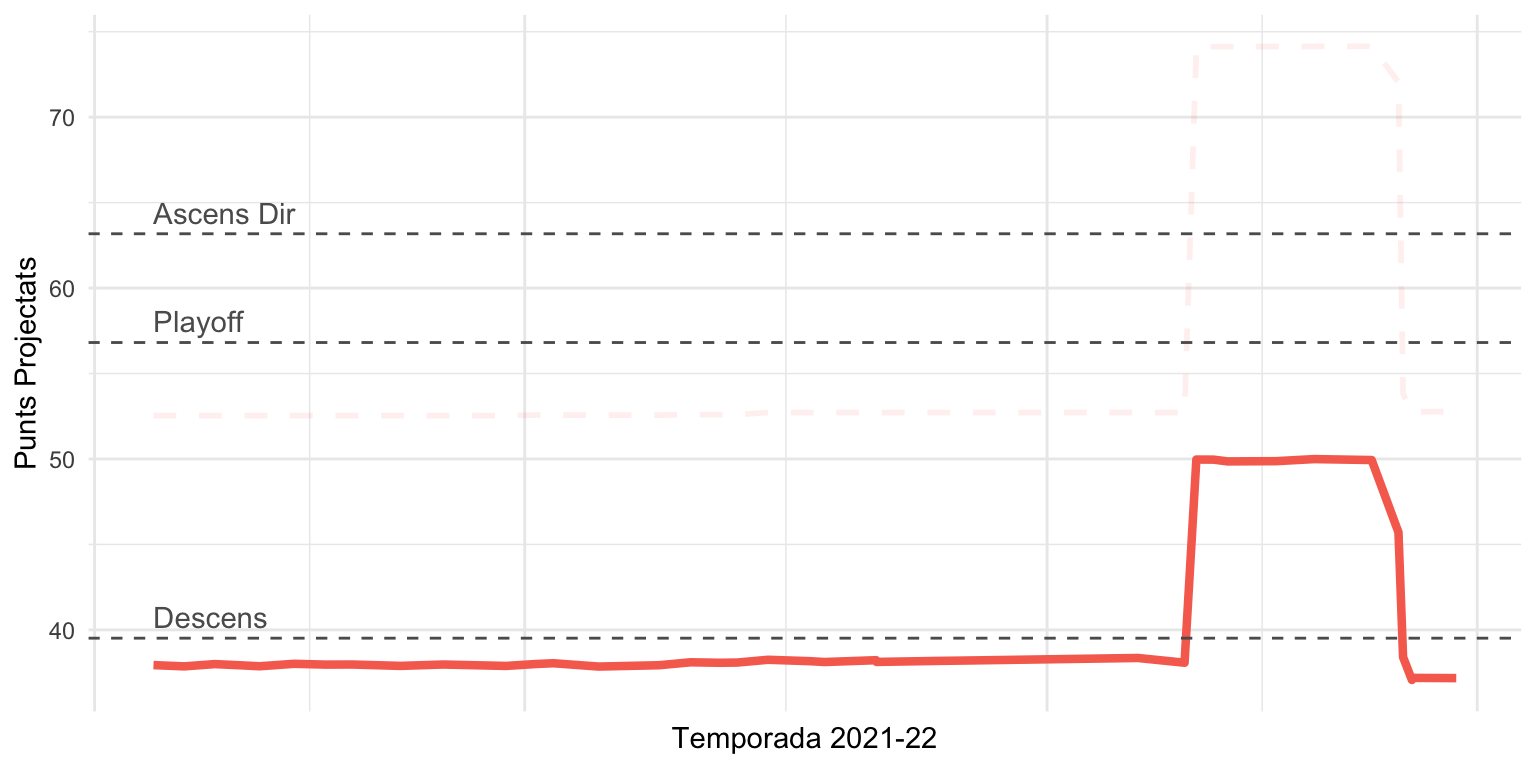 70
Ascens Dir
60
Playoff
50
Descens
40
Punts Projectats
Temporada 2021-22